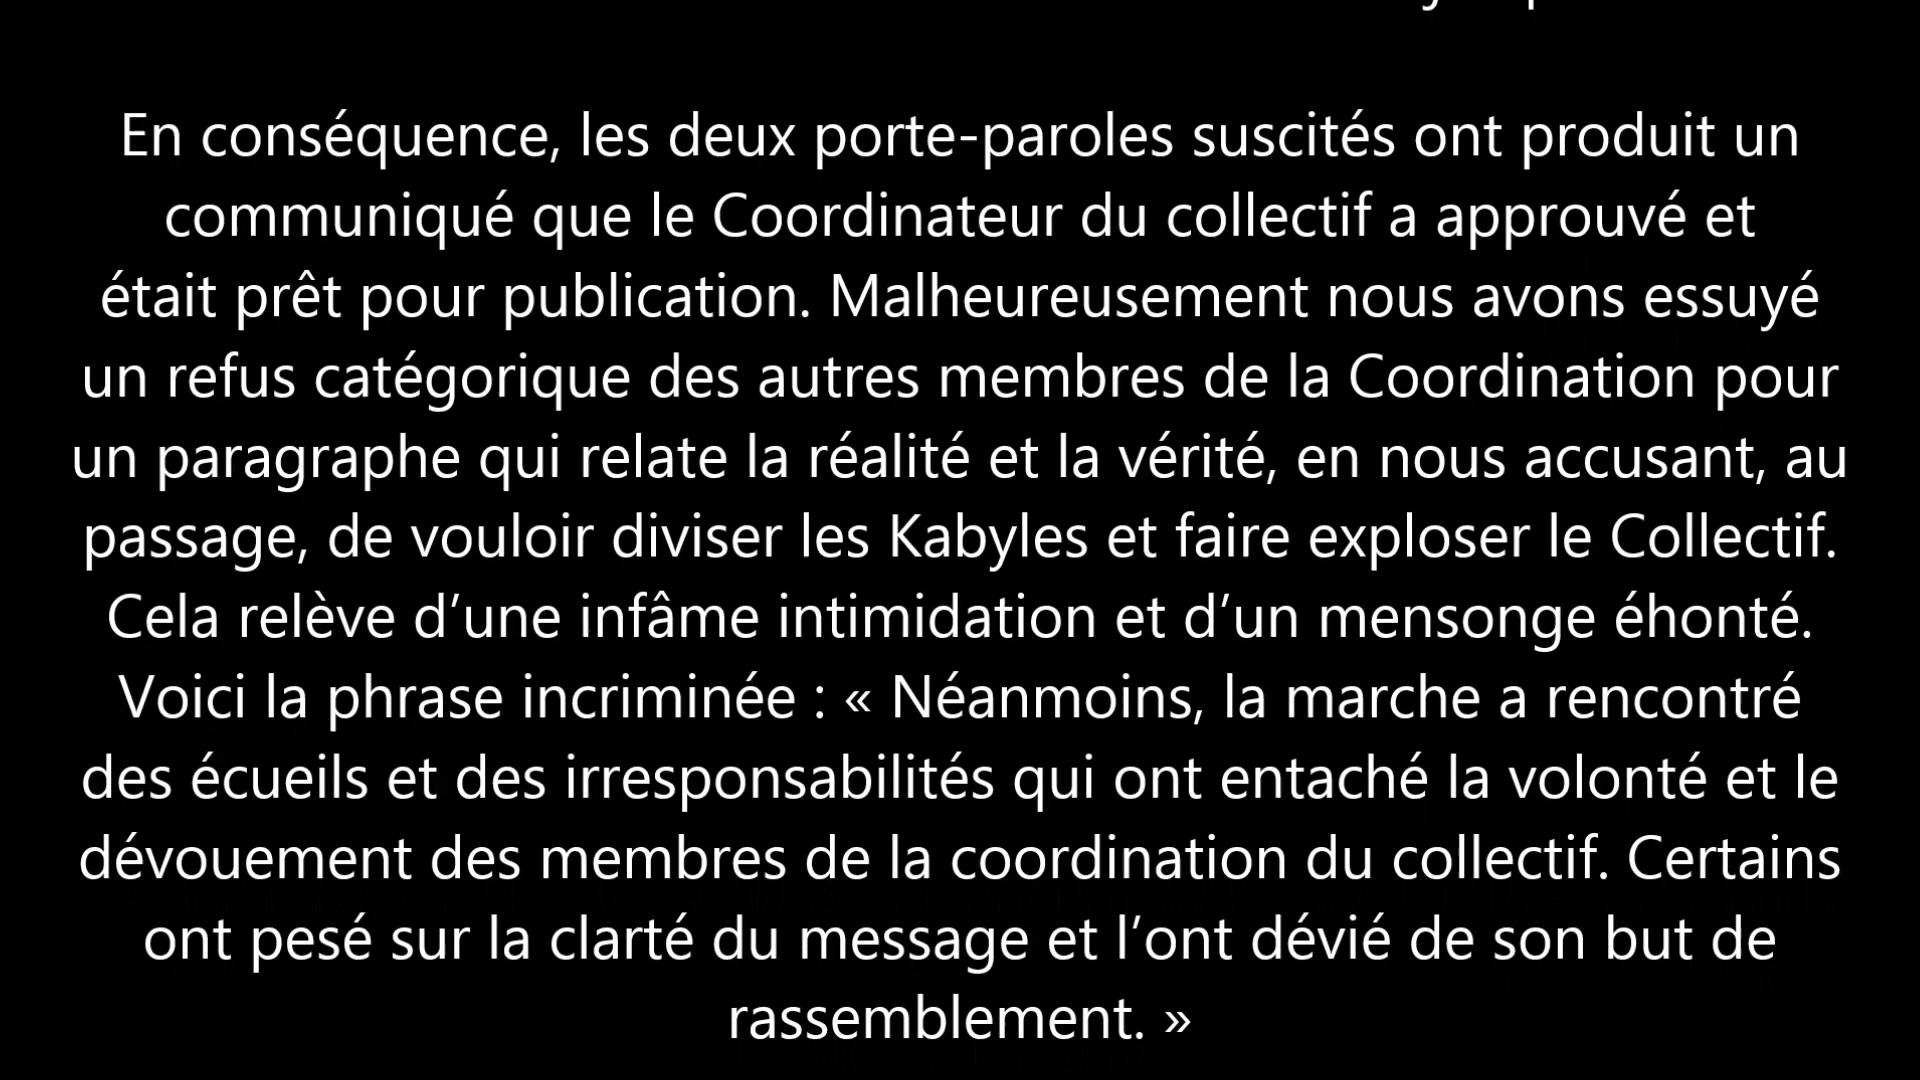 En conséquence, les deux porte-paroles suscités ont produit un
communiqué que le Coordinateur du collectif a approuvé et
était prêt pour publication. Malheureusement nous avons essuyé
un refus catégorique des autres membres de la Coordination pour
un paragraphe qui relate la réalité et la vérité, en nous accusant, au
passage, de vouloir diviser les Kabyles et faire exploser le Collectif.
Cela relève d’une infâme intimidation et d’un mensonge éhonté.
Voici la phrase incriminée : « Néanmoins, la marche a rencontré
des écueils et des irresponsabilités qui ont entaché la volonté et le
dévouement des membres de la coordination du collectif. Certains
ont pesé sur la clarté du message et l’ont dévié de son but de
rassemblement. »